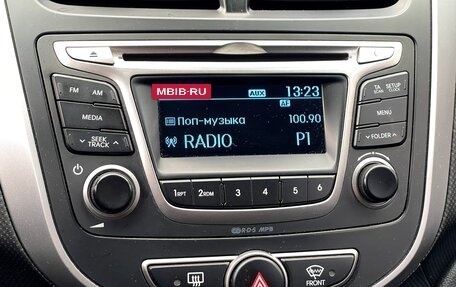 MBIB-RU
AUX
13:23
AF
Поп-музыка
100.90
RADIO
P1
FM
AM
MEDIA
SEEK
TRACK
TA
SCAN
SETUP
CLOCK
MENU
FOLDER
1RPT
2RDM
3
4
5
6
R·D·S MP3
FRONT